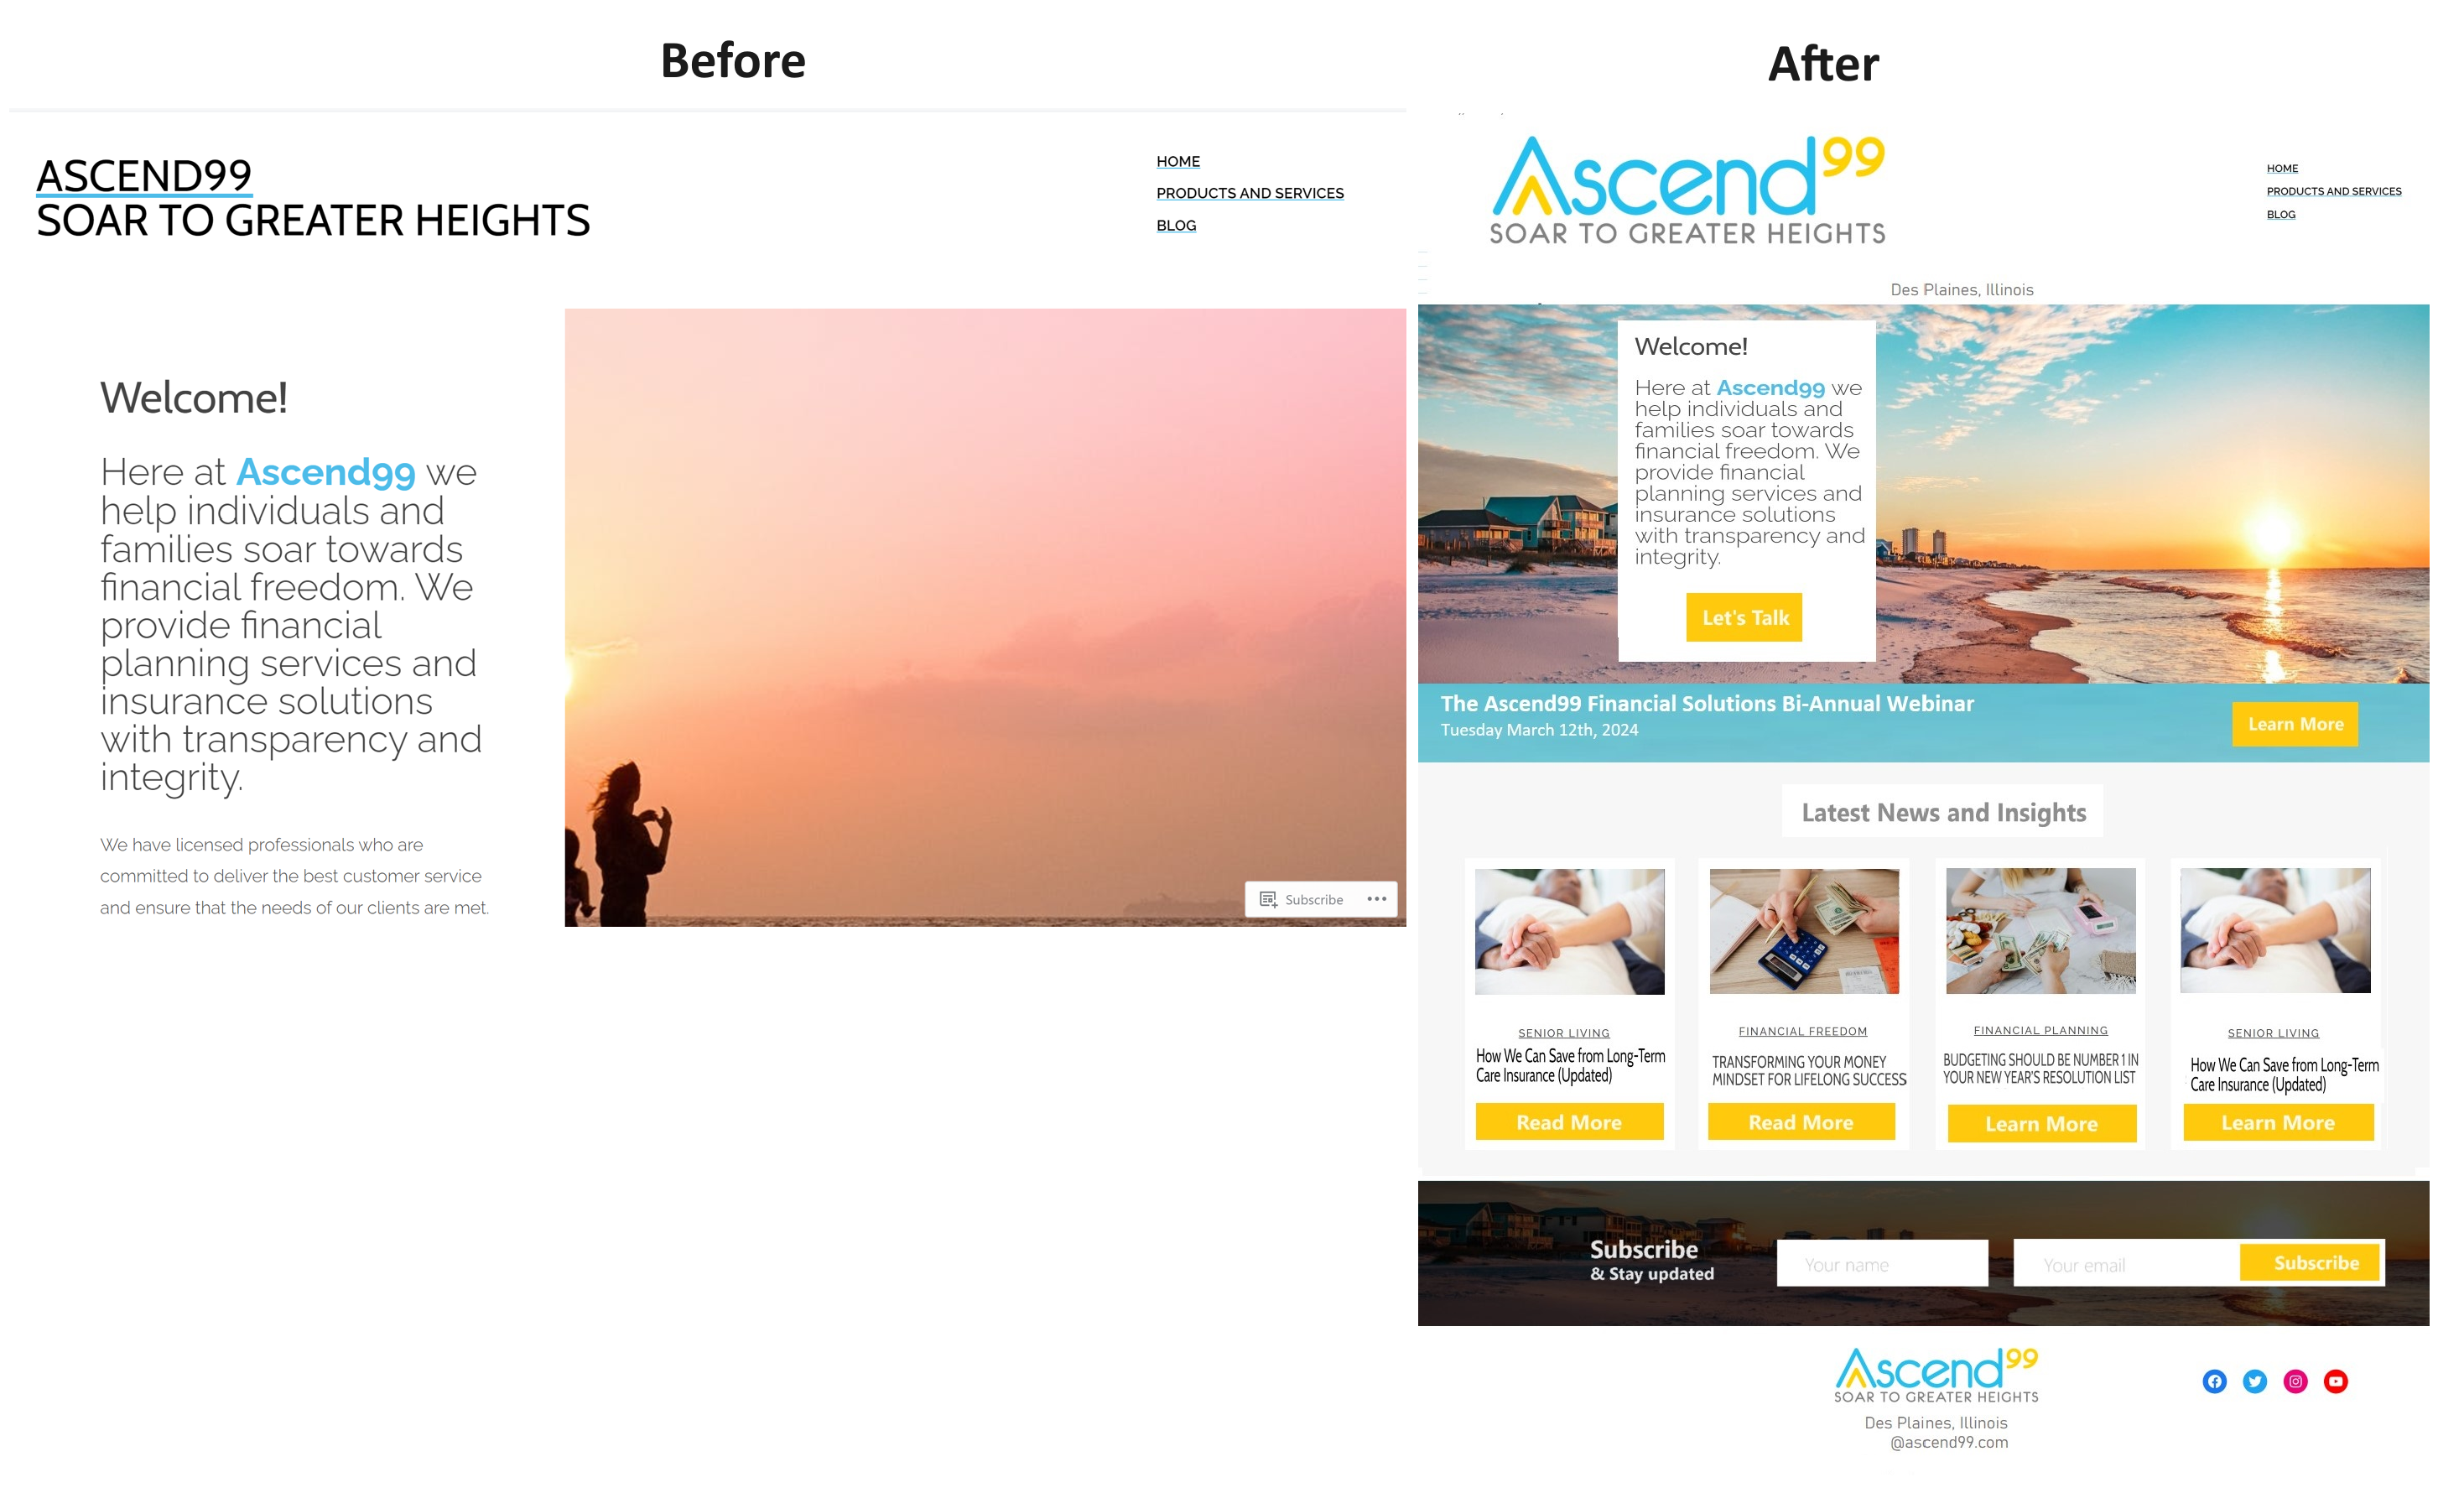 Before
ASCEND99
SOAR TO GREATER HEIGHTS
HOME
PRODUCTS AND SERVICES
BLOG
Welcome!
Here at Ascend99 we
help individuals and
families soar towards
financial freedom. We
provide financial
planning services and
insurance solutions
with transparency and
integrity.
We have licensed professionals who are
committed to deliver the best customer service
and ensure that the needs of our clients are met.
Subscribe
After
Ascend99
SOAR TO GREATER HEIGHTS
HOME
PRODUCTS AND SERVICES
BLOG
Des Plaines, Illinois
Welcome!
Here at Ascend99 we
help individuals and
families soar towards
financial freedom. We
provide financial
planning services and
insurance solutions
with transparency and
integrity.
Let's Talk
The Ascend99 Financial Solutions Bi-Annual Webinar
Tuesday March 12th, 2024
Learn More
Latest News and Insights
SENIOR LIVING
How We Can Save from Long-Term
Care Insurance (Updated)
Read More
FINANCIAL FREEDOM
TRANSFORMING YOUR MONEY
MINDSET FOR LIFELONG SUCCESS
Read More
FINANCIAL PLANNING
BUDGETING SHOULD BE NUMBER 1 IN
YOUR NEW YEAR'S RESOLUTION LIST
Learn More
SENIOR LIVING
How We Can Save from Long-Term
Care Insurance (Updated)
Learn More
Subscribe
& Stay updated
Your name
Your email
Subscribe
Ascend99
SOAR TO GREATER HEIGHTS
Des Plaines, Illinois
@ascend99.com